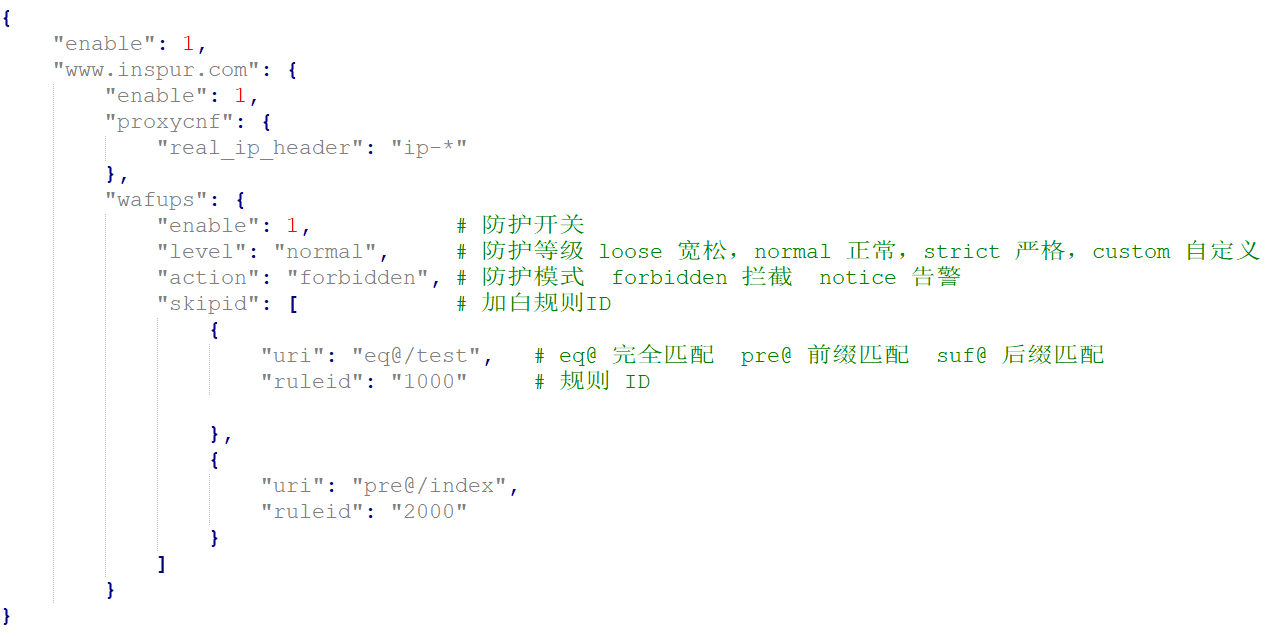 {
    "enable": 1,
    "www.inspur.com": {
        "enable": 1,
        "proxycnf": {
            "real_ip_header": "ip-*"
        },
        "wafups": {
            "enable": 1,           # 防护开关
            "level": "normal",     # 防护等级 loose 宽松，normal 正常，strict 严格，custom 自定义
            "action": "forbidden", # 防护模式  forbidden 拦截  notice 告警
            "skipid": [            # 加白规则ID
                {
                    "uri": "eq@/test",   # eq@ 完全匹配  pre@ 前缀匹配  suf@ 后缀匹配
                    "ruleid": "1000"     # 规则 ID
                },
                {
                    "uri": "pre@/index",
                    "ruleid": "2000"
                }
            ]
        }
}